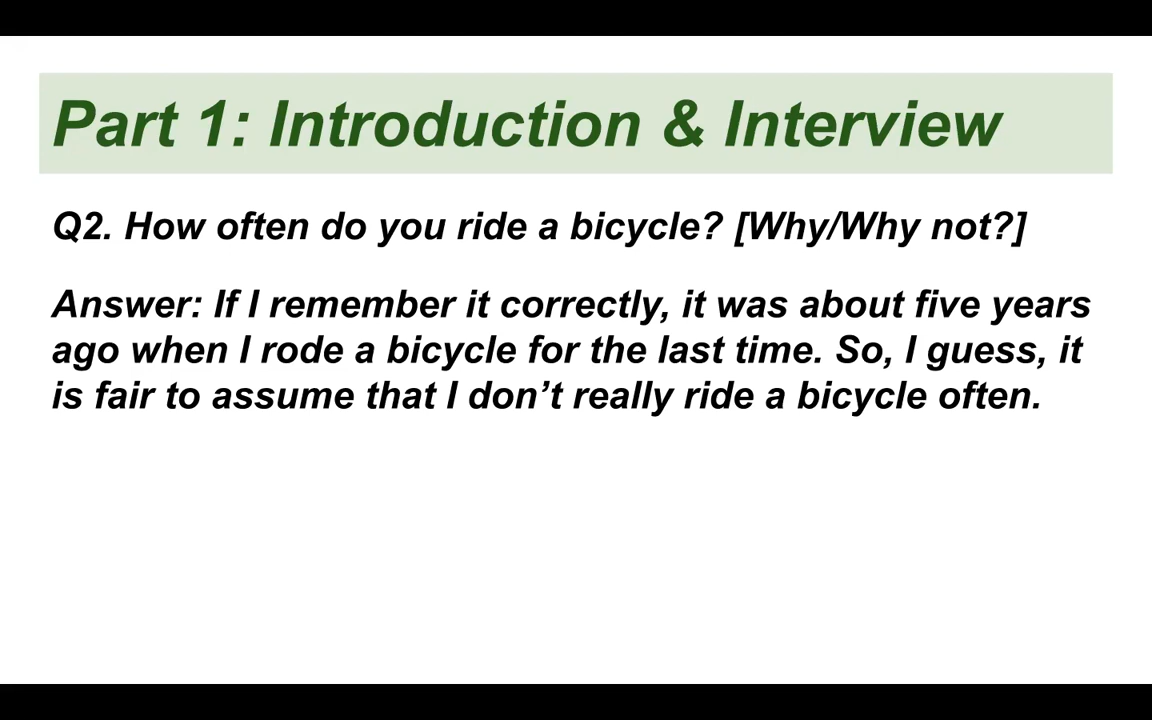 Part 1: Introduction & Interview
Q2. How often do you ride a bicycle? [Why/Why not?]
Answer: If I remember it correctly, it was about five years
ago when I rode a bicycle for the last time. So, I guess, it
is fair to assume that I don’t really ride a bicycle often.